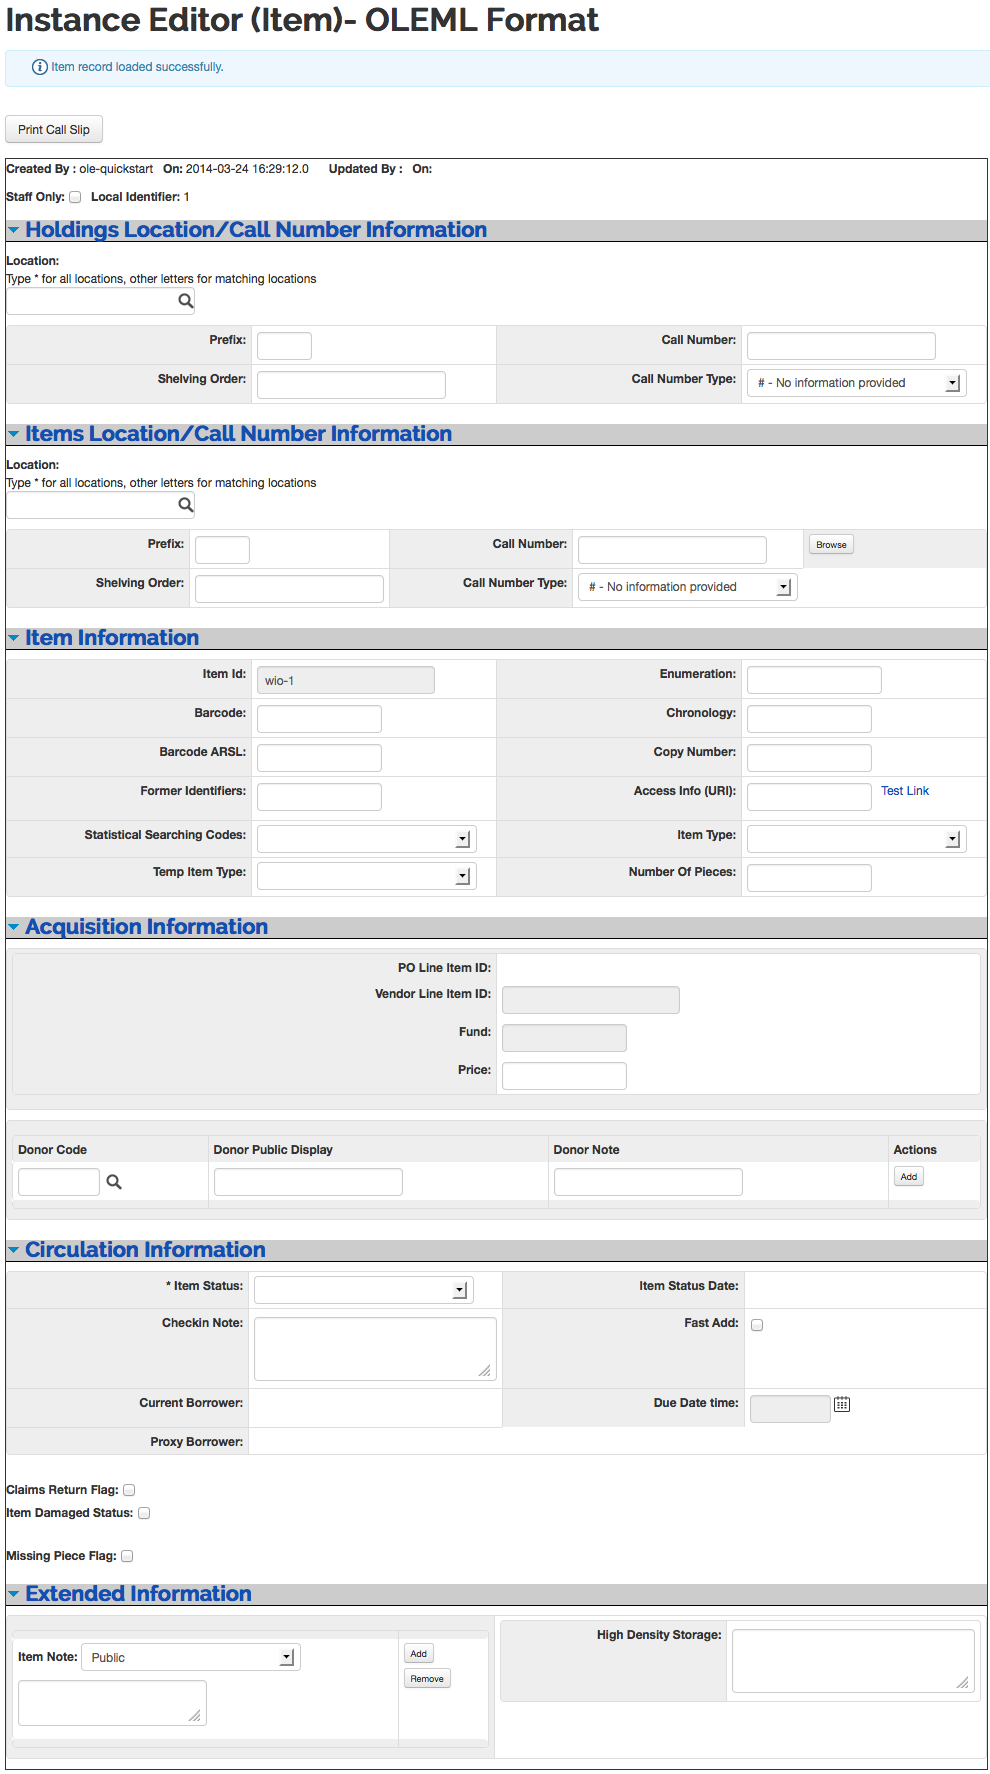 Instance Editor (Item)- OLEML Format
Item record loaded successfully.
Print Call Slip
Created By : ole-quickstart On: 2014-03-24 16:29:12.0 Updated By : On:
Staff Only: Local Identifier: 1
Holdings Location/Call Number Information
Location:
Type * for all locations, other letters for matching locations
Prefix: Call Number:
Shelving Order: Call Number Type: # - No information provided
Items Location/Call Number Information
Location:
Type * for all locations, other letters for matching locations
Prefix: Call Number: Browse
Shelving Order: Call Number Type: # - No information provided
Item Information
Item Id: wio-1 Enumeration:
Barcode: Chronology:
Barcode ARSL: Copy Number:
Former Identifiers: Access Info (URI): Test Link
Statistical Searching Codes: Item Type:
Temp Item Type: Number Of Pieces:
Acquisition Information
PO Line Item ID:
Vendor Line Item ID:
Fund:
Price:
Donor Code Donor Public Display Donor Note Actions
Add
Circulation Information
* Item Status: Item Status Date:
Checkin Note: Fast Add:
Current Borrower: Due Date time:
Proxy Borrower:
Claims Return Flag:
Item Damaged Status:
Missing Piece Flag:
Extended Information
Item Note: Public Add High Density Storage:
Remove